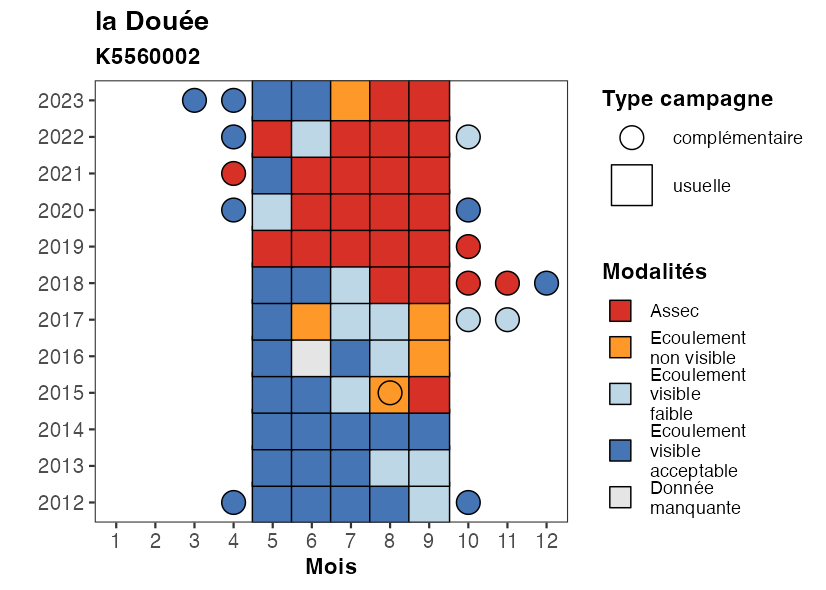 la Douée
K5560002
2023
2022
2021
2020
2019
2018
2017
2016
2015
2014
2013
2012
1 2 3 4 5 6 7 8 9 10 11 12
Mois
Type campagne
complémentaire
usuelle
Modalités
Assec
Ecoulement
non visible
Ecoulement
visible
faible
Ecoulement
visible
acceptable
Donnée
manquante